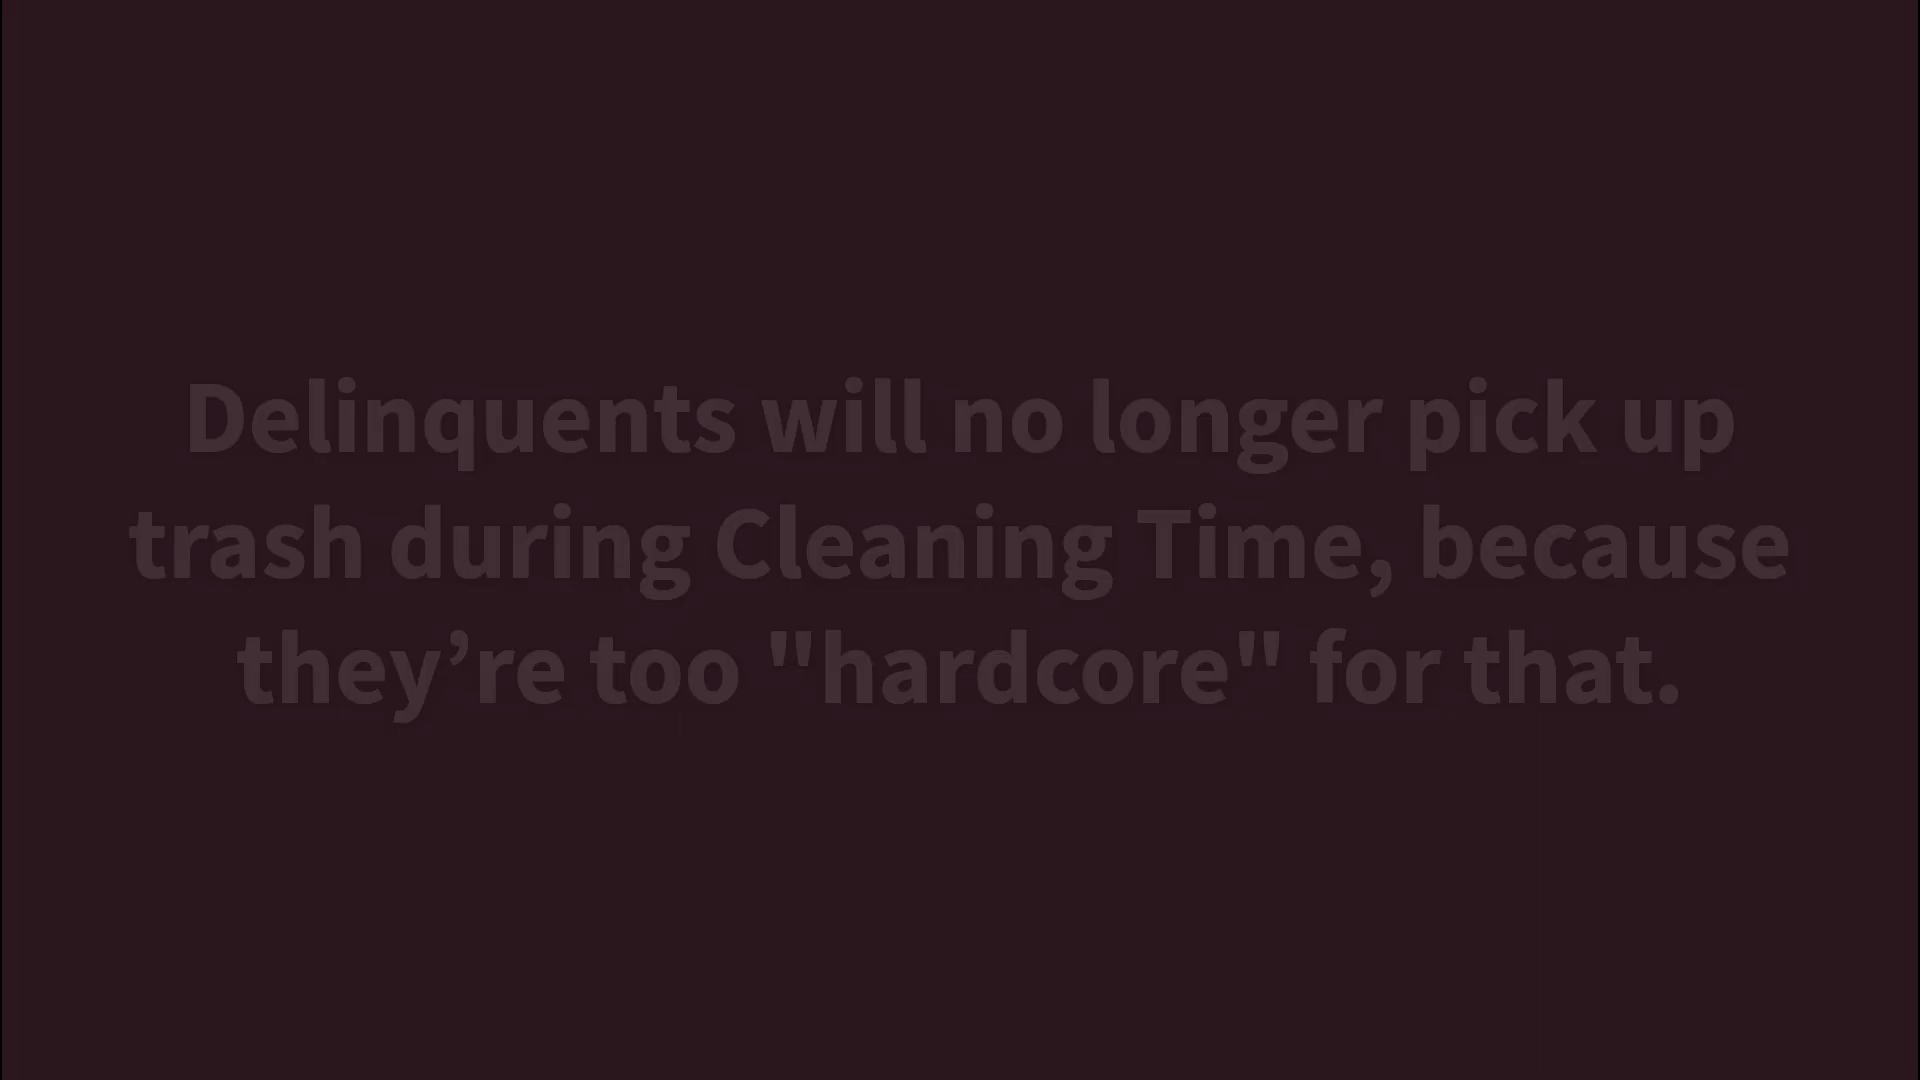 Delinquents will no longer pick up
trash during Cleaning Time, because
they’re too "hardcore" for that.